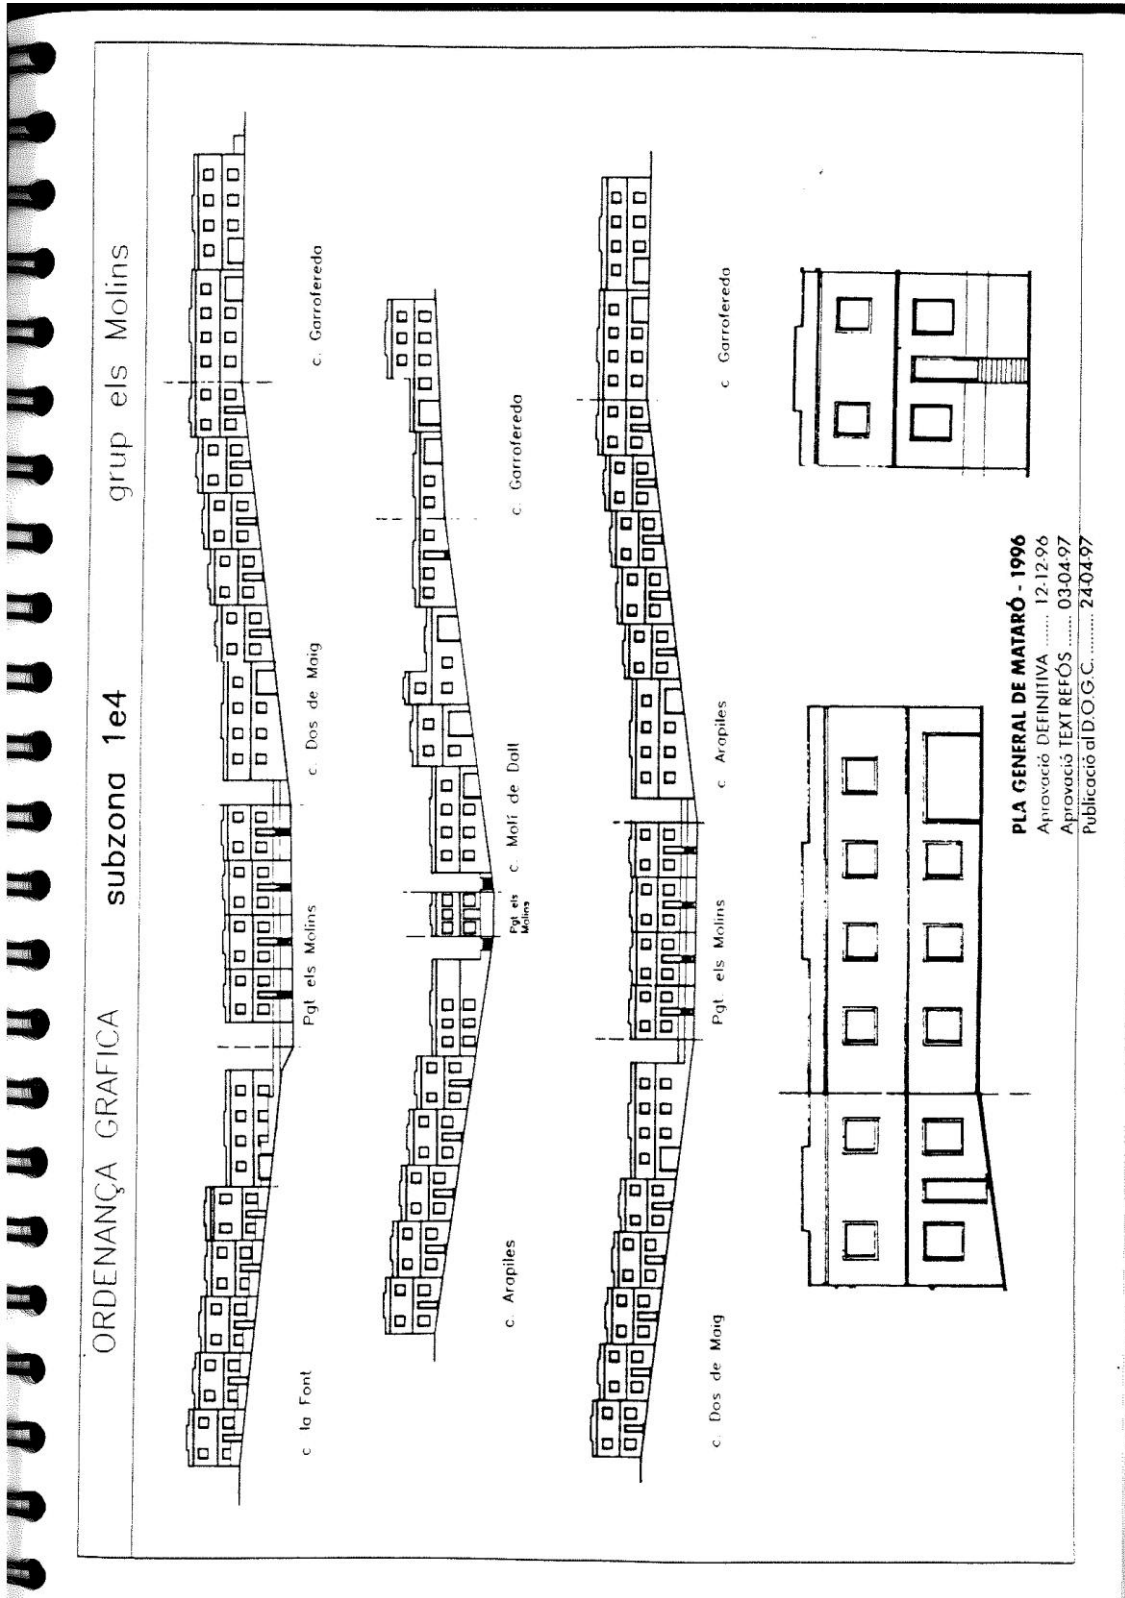 ORDENANÇA GRAFICA subzona 1e4 grup els Molins
c la Font Pgt els Molins c. Dos de Maig c. Garrofereda
c. Arapiles Pgt els Molins c. Molí de Dalt c. Garrofereda
c. Dos de Maig Pgt els Molins c Arapiles c Garrofereda
PLA GENERAL DE MATARÓ - 1996
Aprovació DEFINITIVA ....... 12-12-96
Aprovació TEXT REFÓS ....... 03-04-97
Publicació al D.O.G.C. ........... 24-04-97